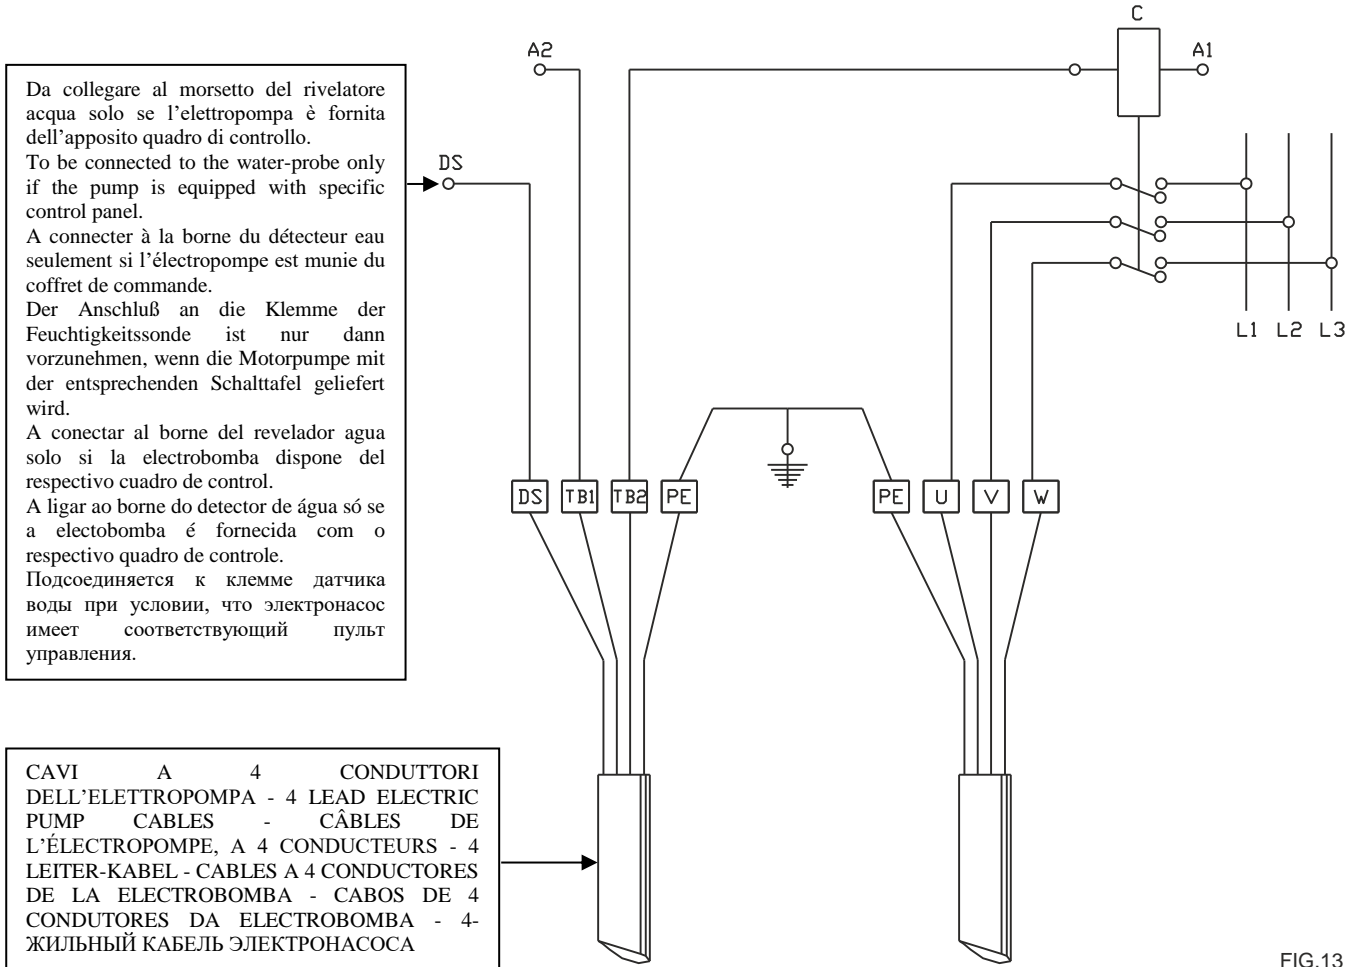 Da collegare al morsetto del rivelatore
acqua solo se l'elettropompa è fornita
dell'apposito quadro di controllo.
To be connected to the water-probe only
if the pump is equipped with specific
control panel.
A connecter à la borne du détecteur eau
seulement si l'électropompe est munie du
coffret de commande.
Der Anschluß an die Klemme der
Feuchtigkeitssonde ist nur dann
vorzunehmen, wenn die Motorpumpe mit
der entsprechenden Schalttafel geliefert
wird.
A conectar al borne del revelador agua
solo si la electrobomba dispone del
respectivo cuadro de control.
A ligar ao borne do detector de água só se
a electobomba é fornecida com o
respectivo quadro de controle.
Подсоединяется к клемме датчика
воды при условии, что электронасос
имеет соответствующий пульт
управления.
A2
C
A1
DS
L1 L2 L3
DS TB1 TB2 PE
PE U V W
CAVI A 4 CONDUTTORI
DELL'ELETTROPOMPA - 4 LEAD ELECTRIC
PUMP CABLES - CÂBLES DE
L'ÉLECTROPOMPE, A 4 CONDUCTEURS - 4
LEITER-KABEL - CABLES A 4 CONDUCTORES
DE LA ELECTROBOMBA - CABOS DE 4
CONDUTORES DA ELECTROBOMBA - 4-
ЖИЛЬНЫЙ КАБЕЛЬ ЭЛЕКТРОНАСОСА
FIG.13